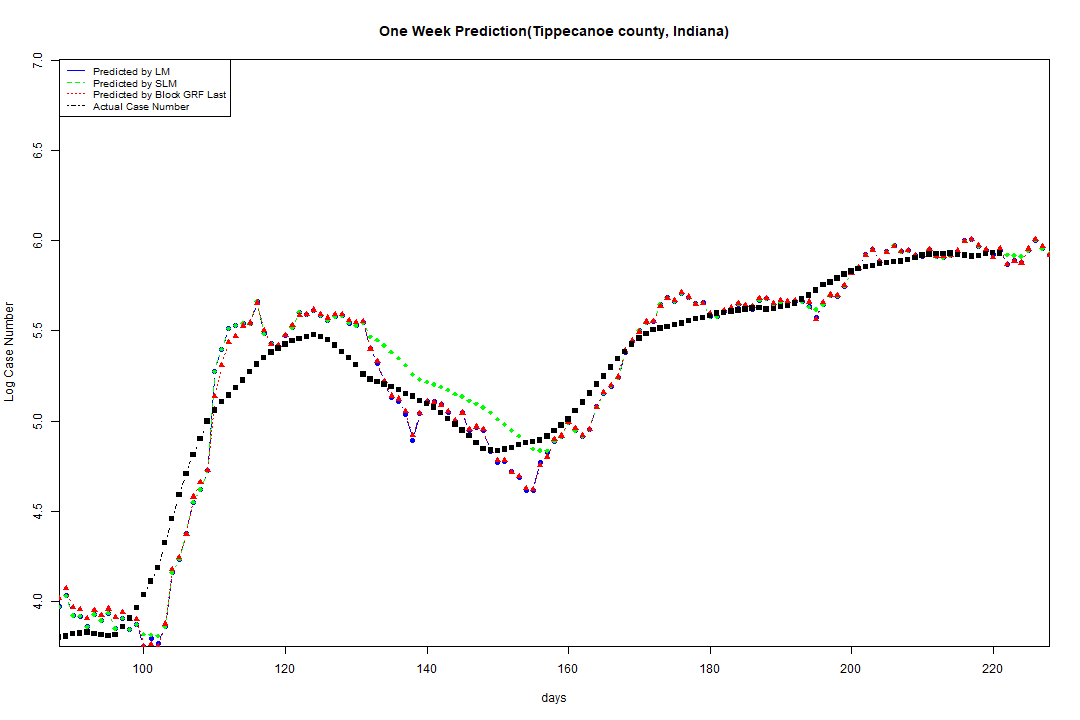 One Week Prediction(Tippecanoe county, Indiana)
Predicted by LM
Predicted by SLM
Predicted by Block GRF Last
Actual Case Number
7.0
6.5
6.0
5.5
5.0
4.5
4.0
Log Case Number
100 120 140 160 180 200 220
days